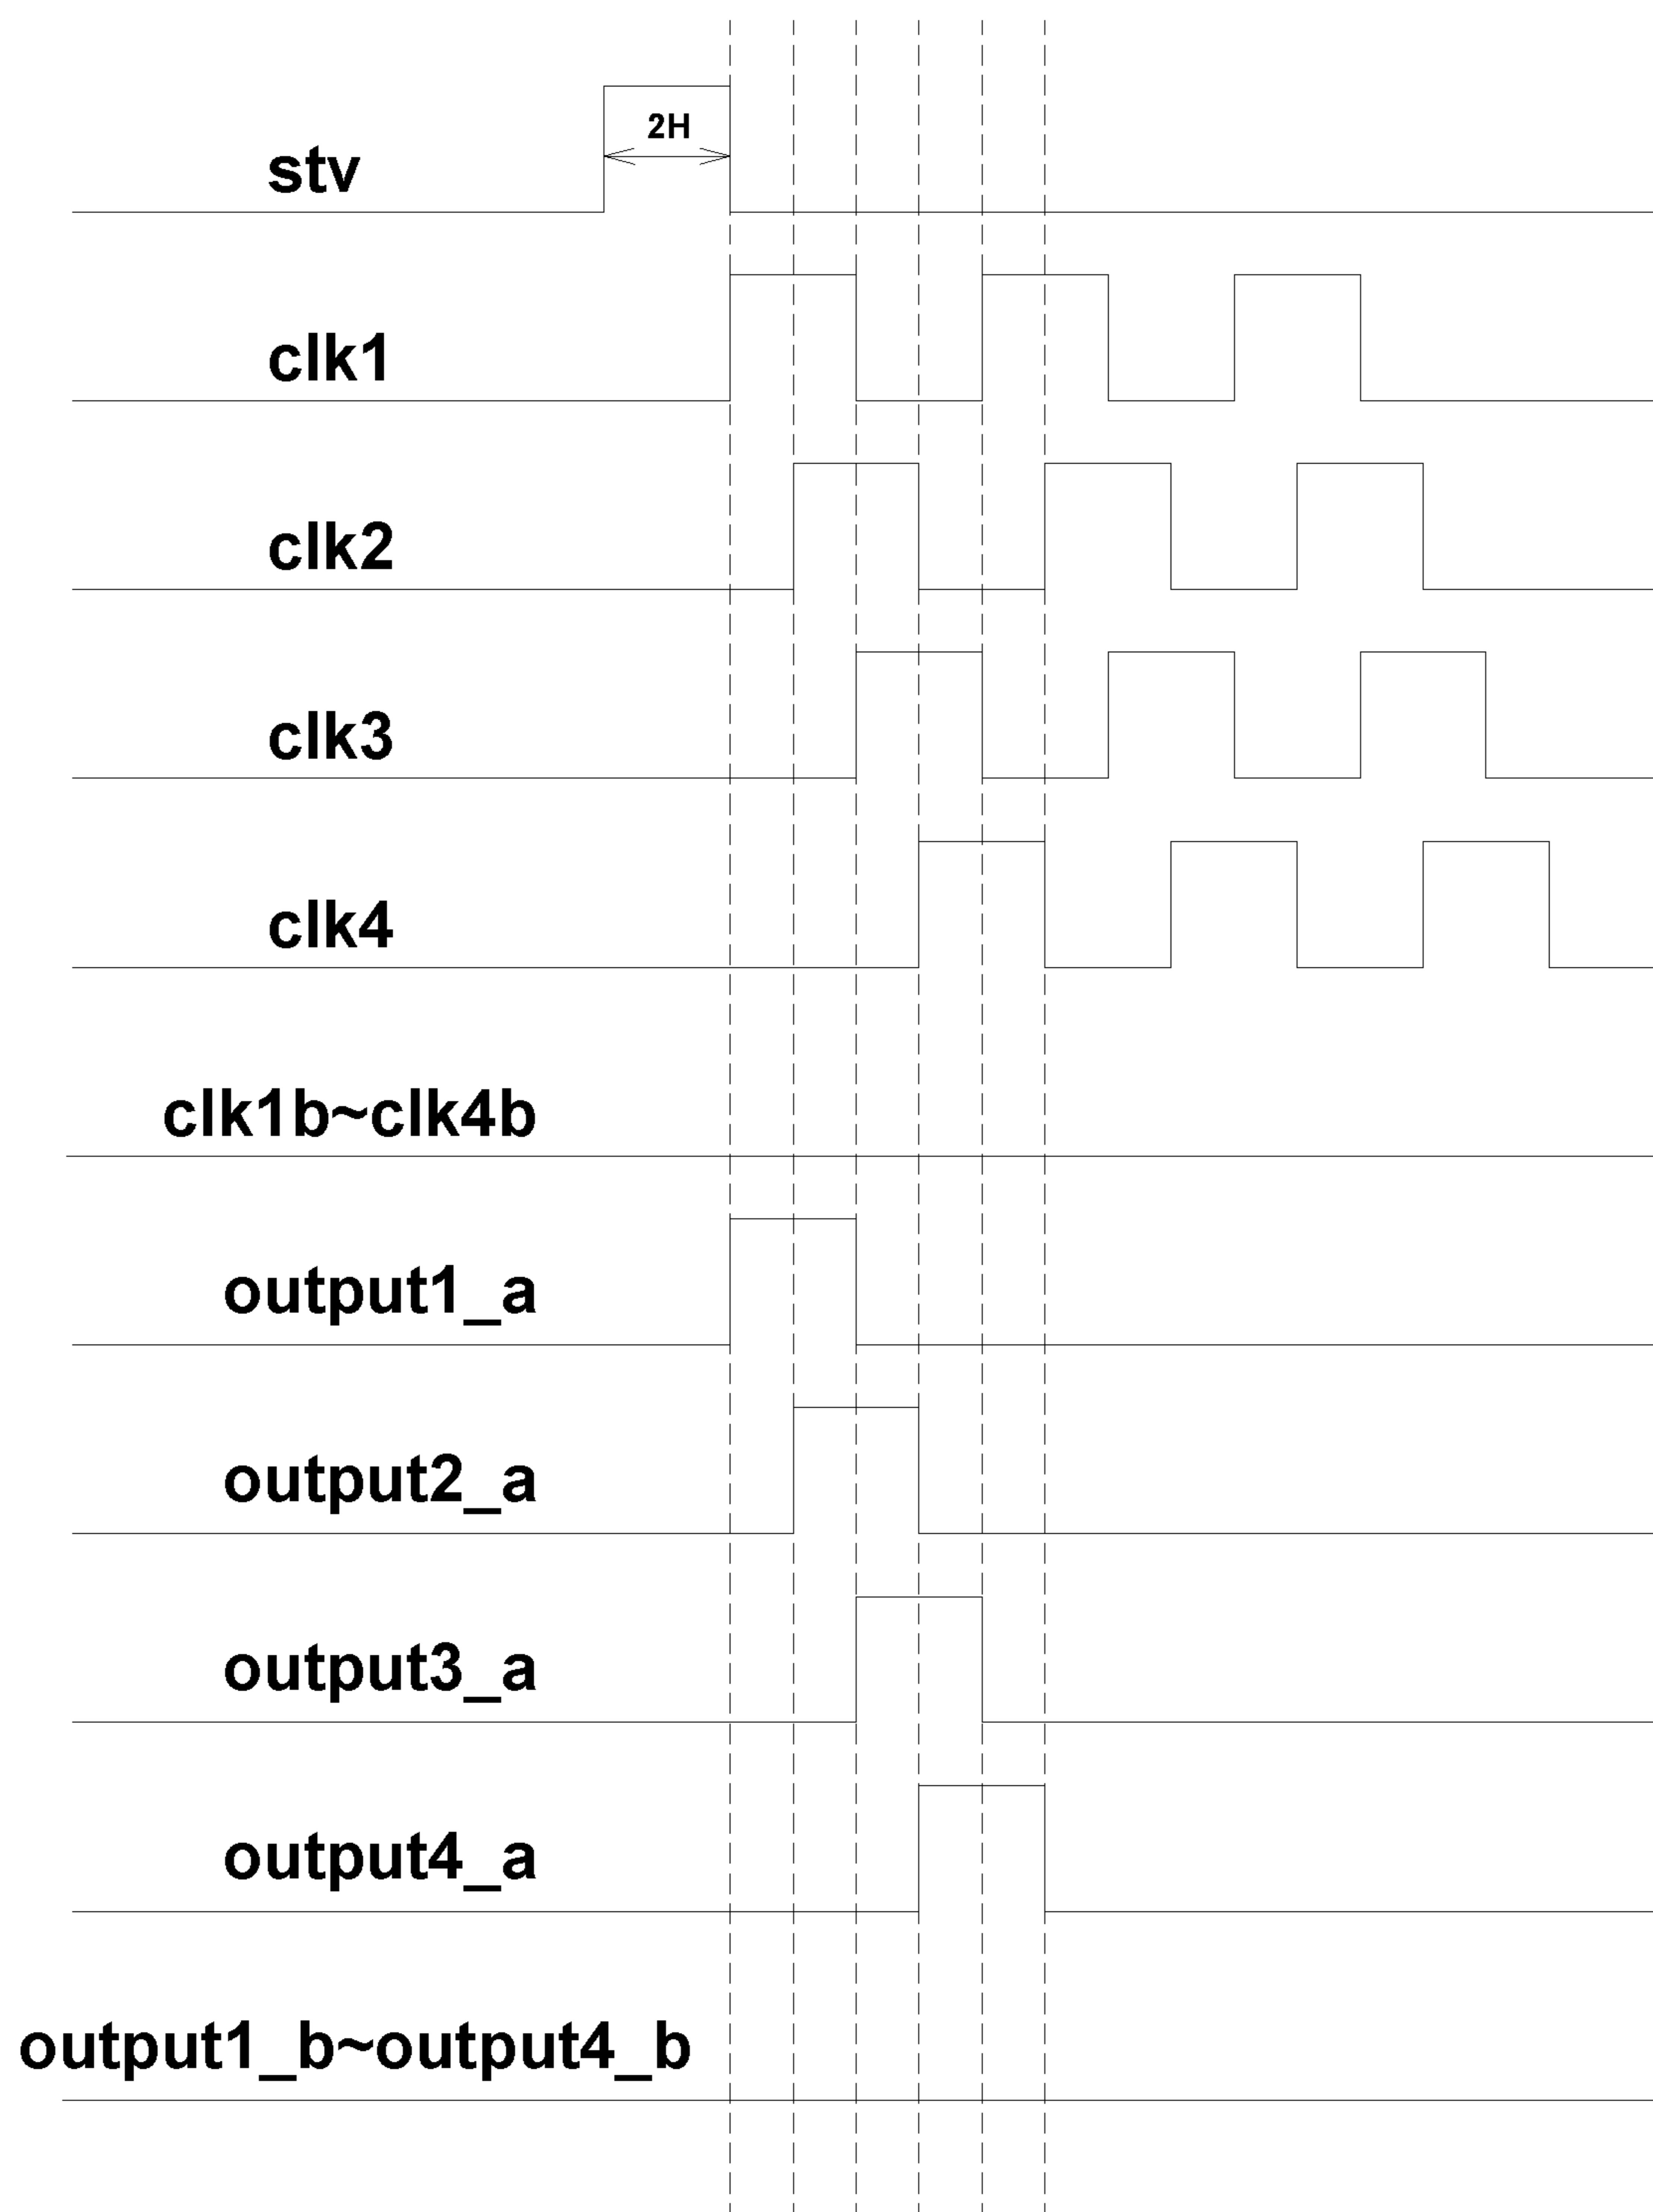 2H
stv
clk1
clk2
clk3
clk4
clk1b~clk4b
output1_a
output2_a
output3_a
output4_a
output1_b~output4_b